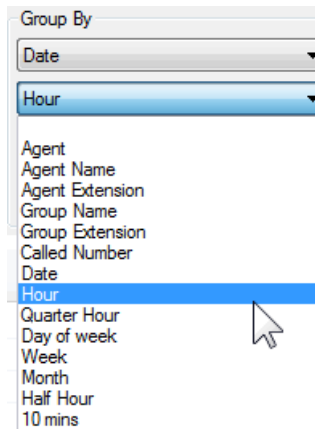 Group By
Date
Hour
Agent
Agent Name
Agent Extension
Group Name
Group Extension
Called Number
Date
Hour
Quarter Hour
Day of week
Week
Month
Half Hour
10 mins